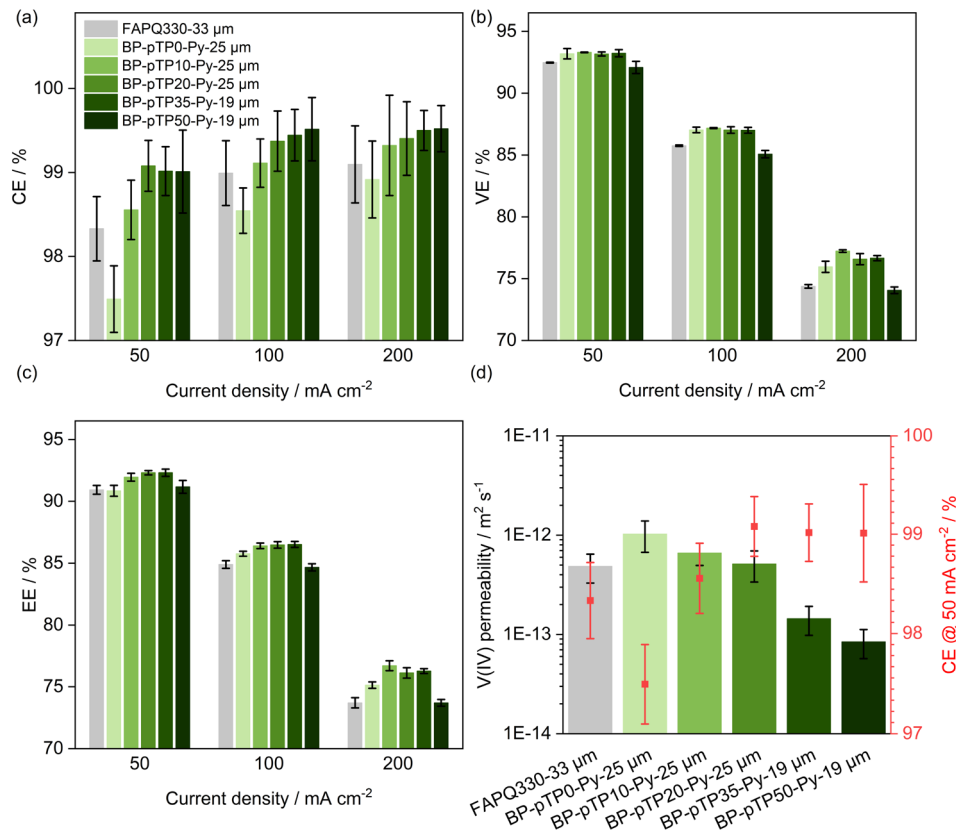 (a)
FAPQ330-33 µm
BP-pTP0-Py-25 µm
BP-pTP10-Py-25 µm
BP-pTP20-Py-25 µm
BP-pTP35-Py-19 µm
BP-pTP50-Py-19 µm
CE / %
100
99
98
97
50
100
200
Current density / mA cm⁻²
(b)
VE / %
95
90
85
80
75
70
50
100
200
Current density / mA cm⁻²
(c)
EE / %
95
90
85
80
75
70
50
100
200
Current density / mA cm⁻²
(d)
V(IV) permeability / m² s⁻¹
1E-11
1E-12
1E-13
1E-14
100
99
98
97
CE @ 50 mA cm⁻² / %
FAPQ330-33 µm
BP-pTP0-Py-25 µm
BP-pTP10-Py-25 µm
BP-pTP20-Py-25 µm
BP-pTP35-Py-19 µm
BP-pTP50-Py-19 µm